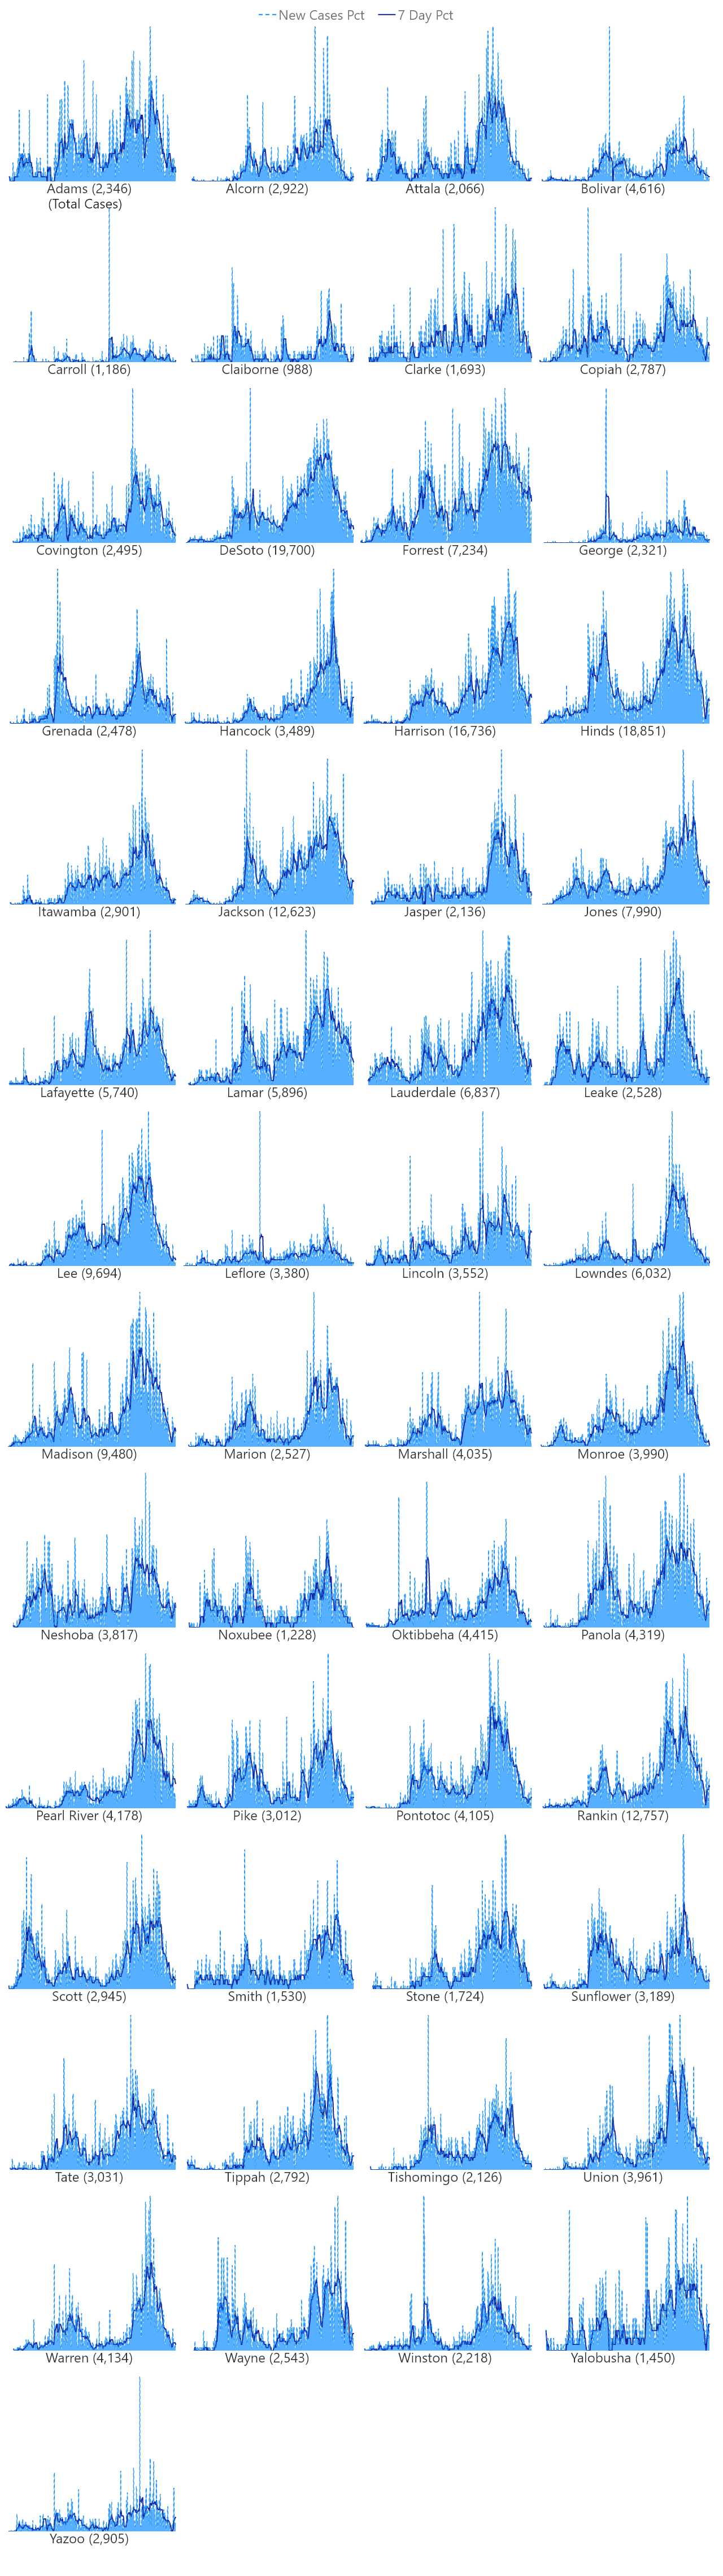 New Cases Pct 7 Day Pct
Adams (2,346) Alcorn (2,922) Attala (2,066) Bolivar (4,616)
(Total Cases)
Carroll (1,186) Claiborne (988) Clarke (1,693) Copiah (2,787)
Covington (2,495) DeSoto (19,700) Forrest (7,234) George (2,321)
Grenada (2,478) Hancock (3,489) Harrison (16,736) Hinds (18,851)
Itawamba (2,901) Jackson (12,623) Jasper (2,136) Jones (7,990)
Lafayette (5,740) Lamar (5,896) Lauderdale (6,837) Leake (2,528)
Lee (9,694) Leflore (3,380) Lincoln (3,552) Lowndes (6,032)
Madison (9,480) Marion (2,527) Marshall (4,035) Monroe (3,990)
Neshoba (3,817) Noxubee (1,228) Oktibbeha (4,415) Panola (4,319)
Pearl River (4,178) Pike (3,012) Pontotoc (4,105) Rankin (12,757)
Scott (2,945) Smith (1,530) Stone (1,724) Sunflower (3,189)
Tate (3,031) Tippah (2,792) Tishomingo (2,126) Union (3,961)
Warren (4,134) Wayne (2,543) Winston (2,218) Yalobusha (1,450)
Yazoo (2,905)